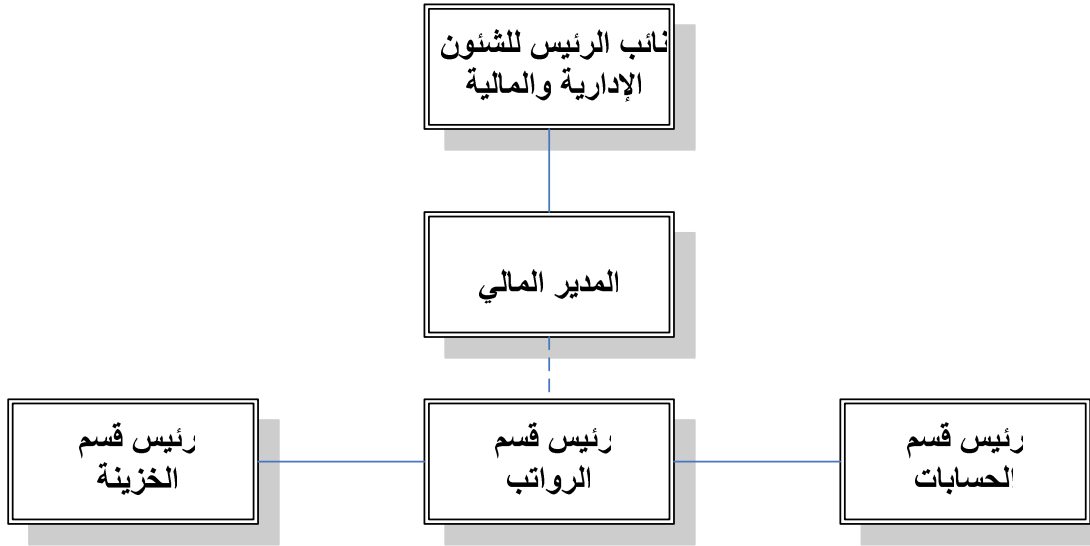 نائب الرئيس للشئون
الإدارية والمالية
المدير المالي
رئيس قسم
الحسابات
رئيس قسم
الرواتب
رئيس قسم
الخزينة